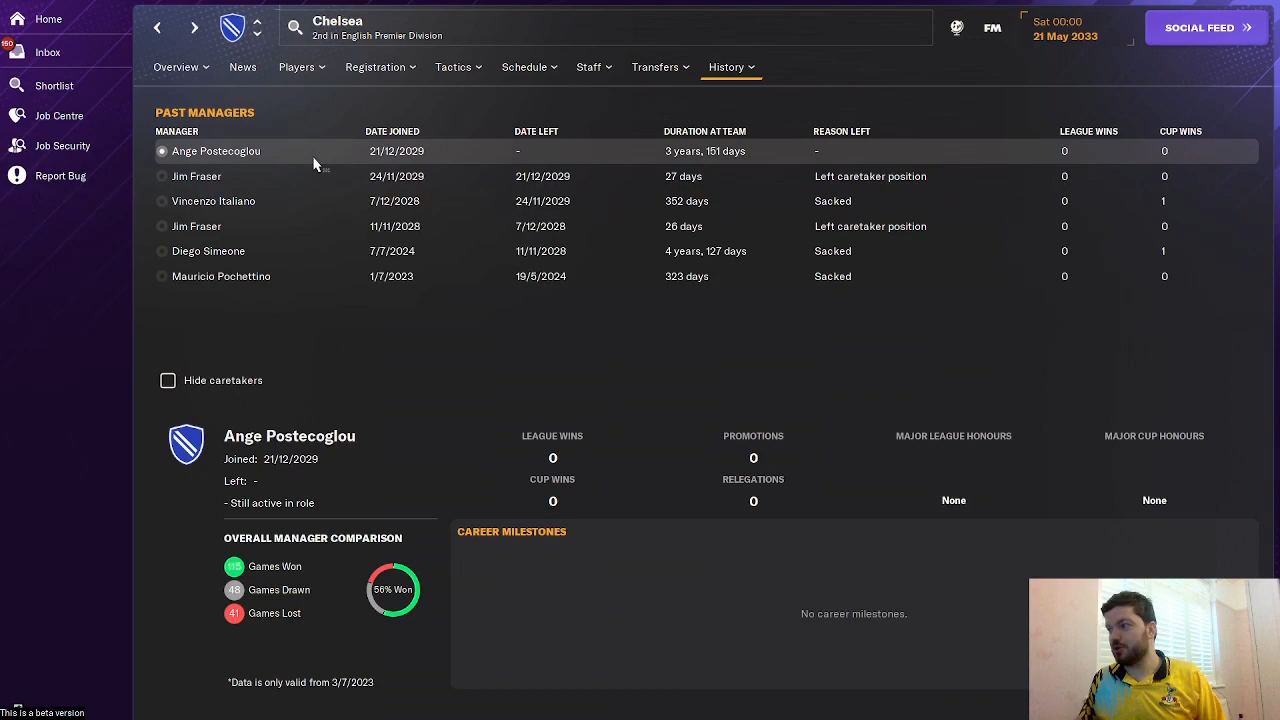 Home
150
Inbox
Shortlist
Job Centre
Job Security
Report Bug
This is a beta version
Chelsea
2nd in English Premier Division
FM
Sat 00:00
21 May 2033
SOCIAL FEED
Overview News Players Registration Tactics Schedule Staff Transfers History
PAST MANAGERS
MANAGER DATE JOINED DATE LEFT DURATION AT TEAM REASON LEFT LEAGUE WINS CUP WINS
Ange Postecoglou 21/12/2029 - 3 years, 151 days - 0 0
Jim Fraser 24/11/2029 21/12/2029 27 days Left caretaker position 0 0
Vincenzo Italiano 7/12/2028 24/11/2029 352 days Sacked 0 1
Jim Fraser 11/11/2028 7/12/2028 26 days Left caretaker position 0 0
Diego Simeone 7/7/2024 11/11/2028 4 years, 127 days Sacked 0 1
Mauricio Pochettino 1/7/2023 19/5/2024 323 days Sacked 0 0
Hide caretakers
Ange Postecoglou
Joined: 21/12/2029
Left: -
- Still active in role
LEAGUE WINS PROMOTIONS MAJOR LEAGUE HONOURS MAJOR CUP HONOURS
0 0
CUP WINS RELEGATIONS
0 0 None None
OVERALL MANAGER COMPARISON
115 Games Won
48 Games Drawn
41 Games Lost
56% Won
*Data is only valid from 3/7/2023
CAREER MILESTONES
No career milestones.